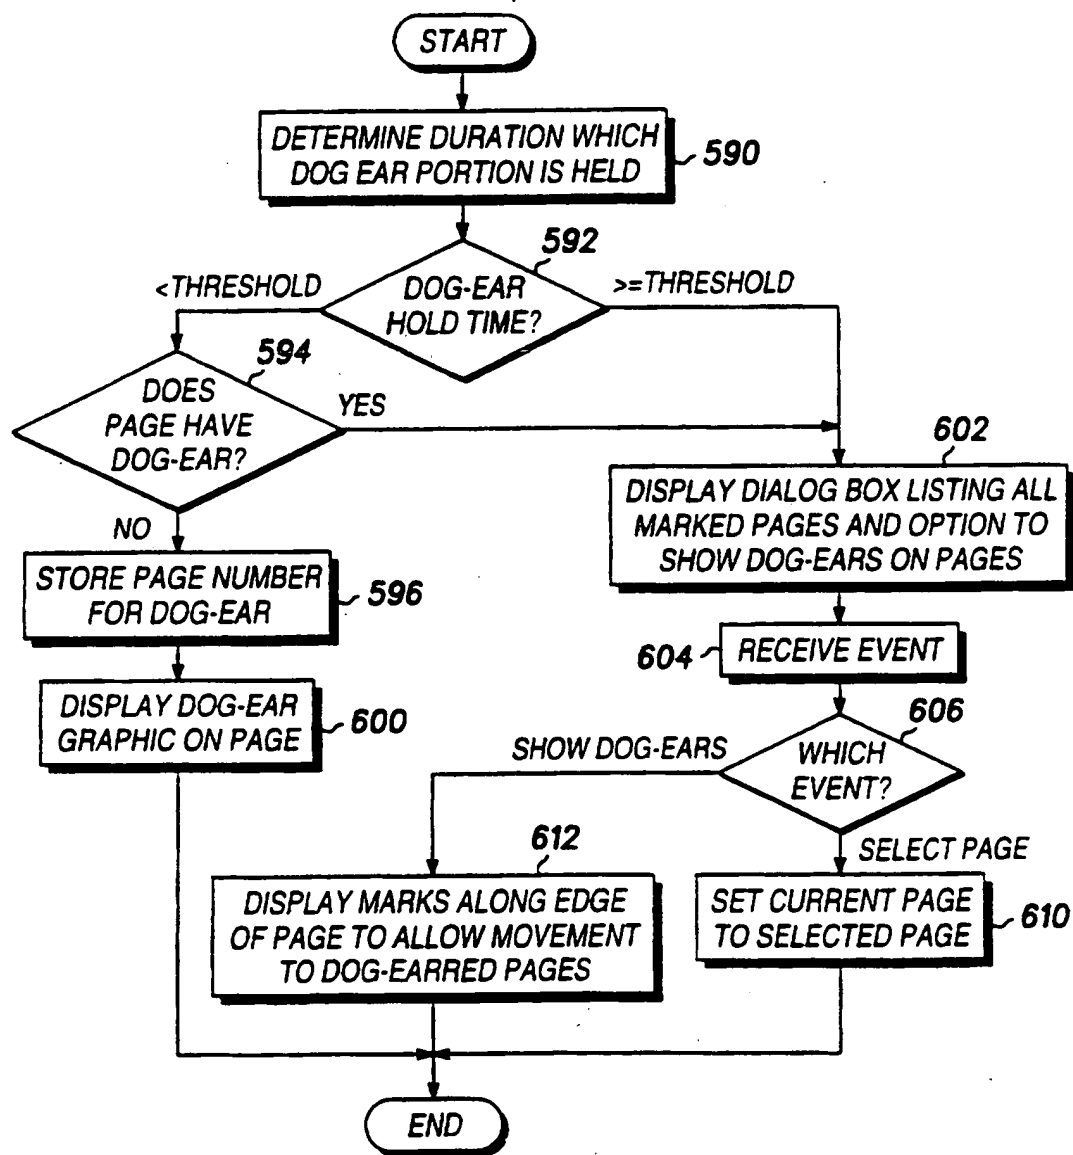 START
DETERMINE DURATION WHICH
DOG EAR PORTION IS HELD
590
592
<THRESHOLD
DOG-EAR
HOLD TIME?
>=THRESHOLD
594
DOES
PAGE HAVE
DOG-EAR?
YES
NO
STORE PAGE NUMBER
FOR DOG-EAR
596
DISPLAY DOG-EAR
GRAPHIC ON PAGE
600
602
DISPLAY DIALOG BOX LISTING ALL
MARKED PAGES AND OPTION TO
SHOW DOG-EARS ON PAGES
604
RECEIVE EVENT
606
SHOW DOG-EARS
WHICH
EVENT?
SELECT PAGE
612
DISPLAY MARKS ALONG EDGE
OF PAGE TO ALLOW MOVEMENT
TO DOG-EARRED PAGES
SET CURRENT PAGE
TO SELECTED PAGE
610
END